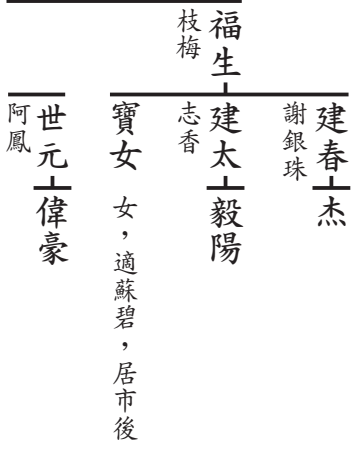 福生
枝梅
建春
謝銀珠
杰
建太
志香
毅陽
寶女
女，適蘇碧，居市後
世元
阿鳳
偉豪